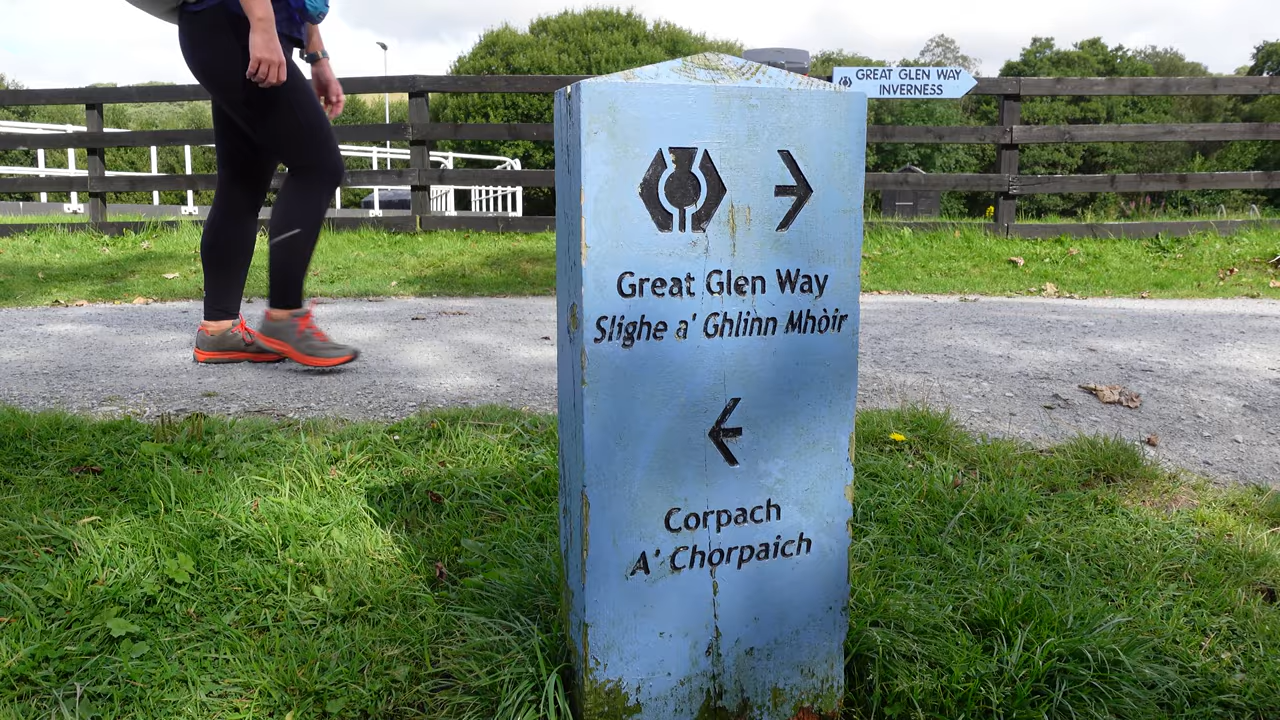 GREAT GLEN WAY
INVERNESS
Great Glen Way
Slighe a' Ghlinn Mhòir
Corpach
A' Chorpaich